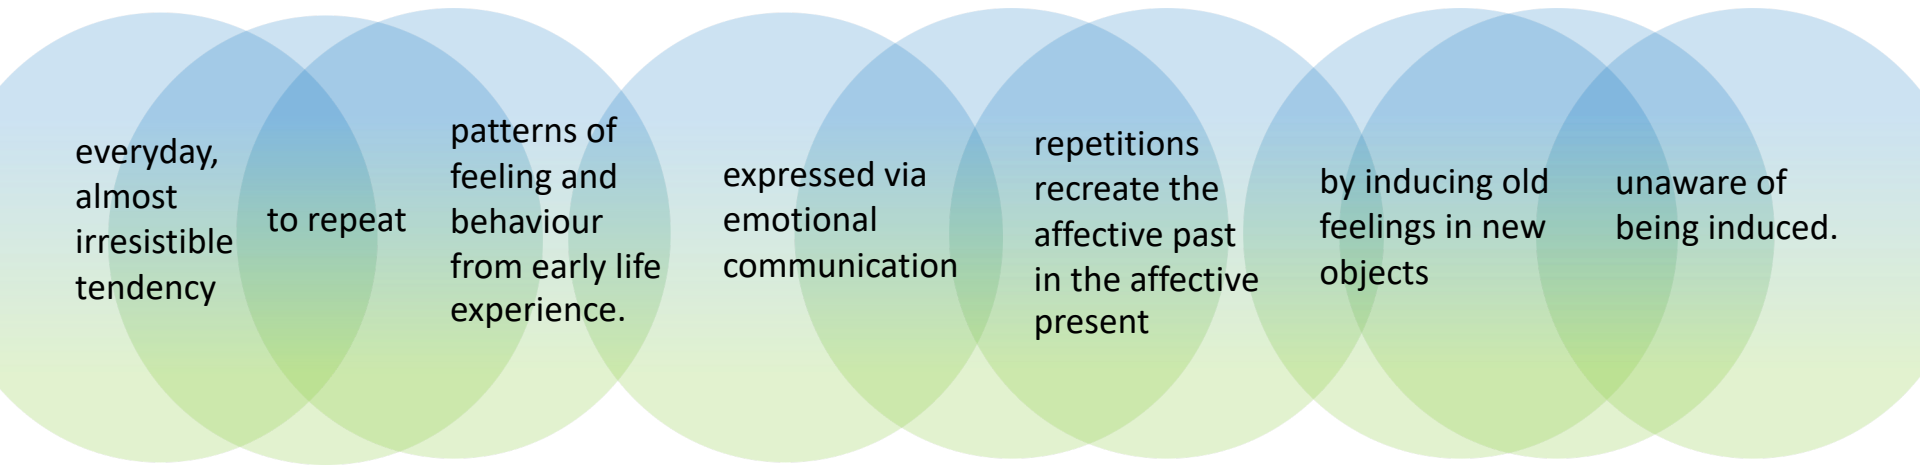 everyday,
almost
irresistible
tendency
to repeat
patterns of
feeling and
behaviour
from early life
experience.
expressed via
emotional
communication
repetitions
recreate the
affective past
in the affective
present
by inducing old
feelings in new
objects
unaware of
being induced.